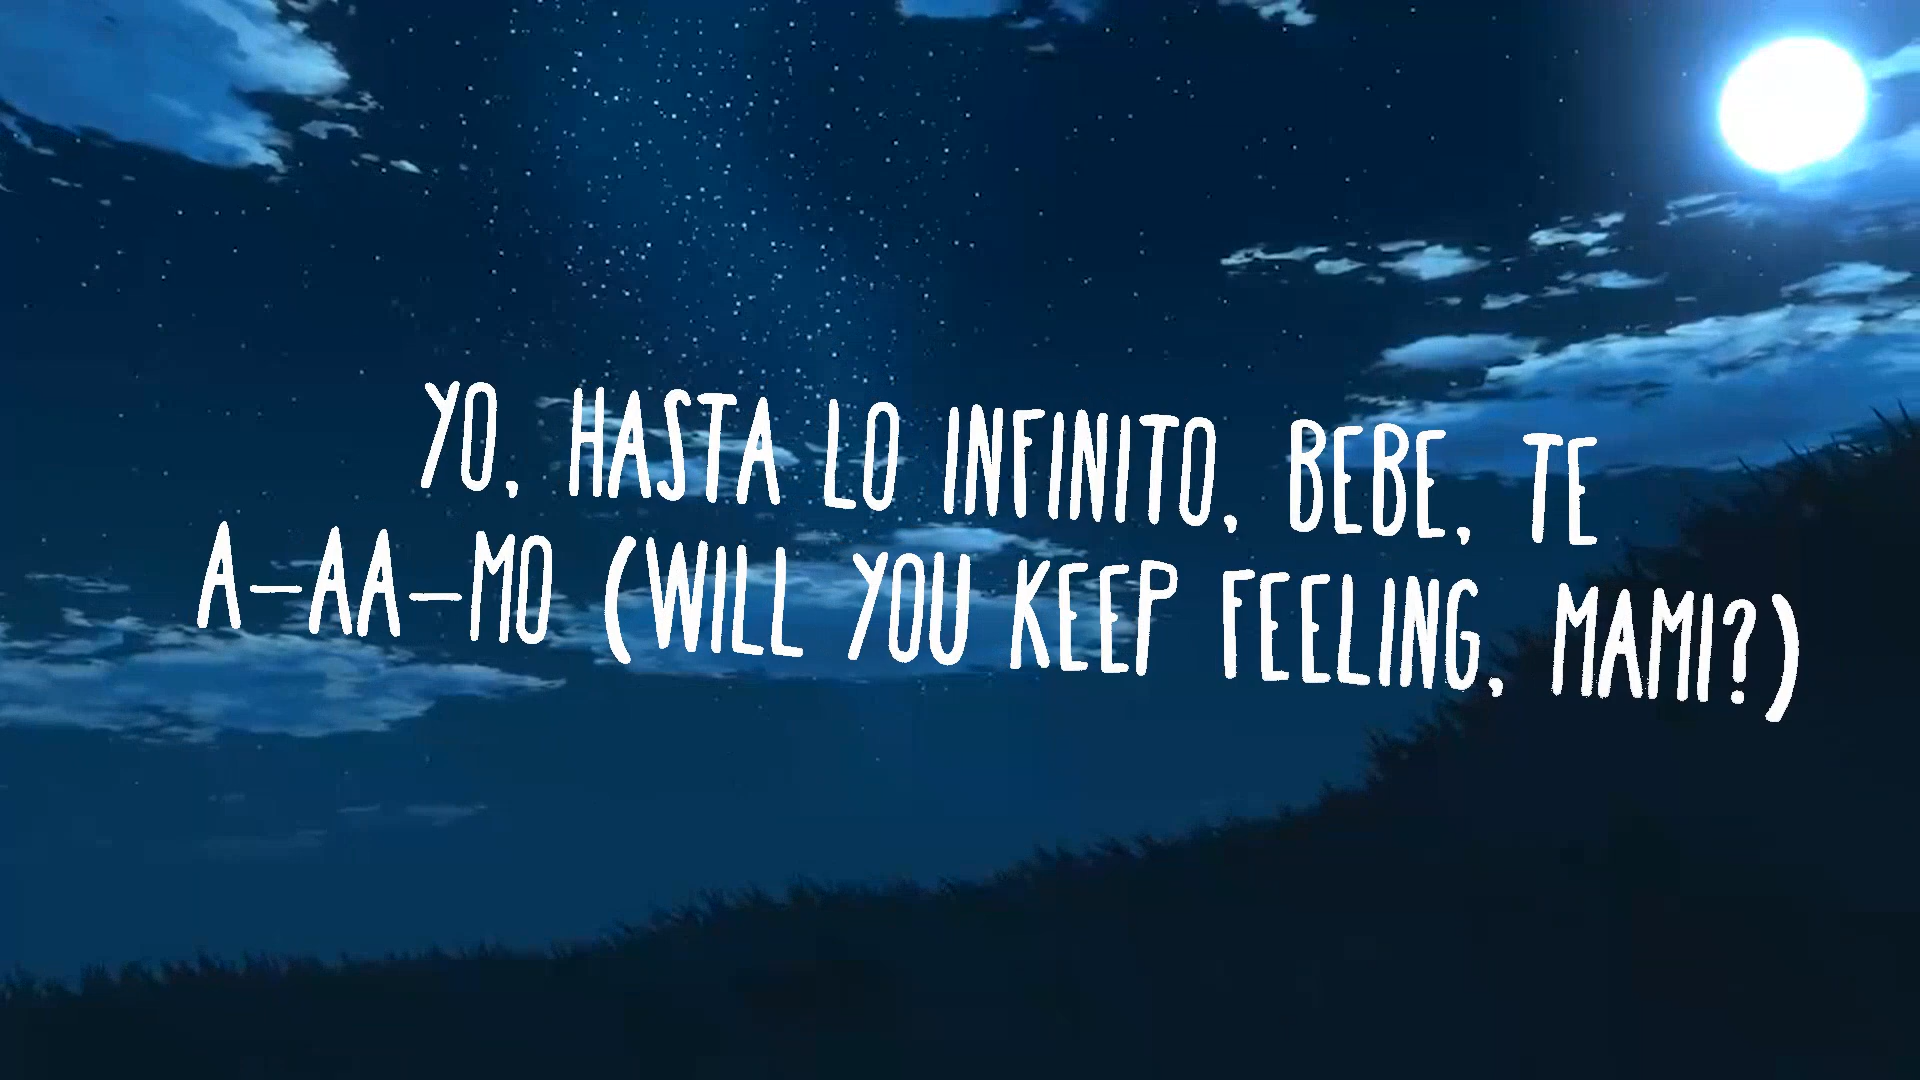 YO, HASTA LO INFINITO, BEBE, TE
A-AA-MO (WILL YOU KEEP FEELING, MAMI?)